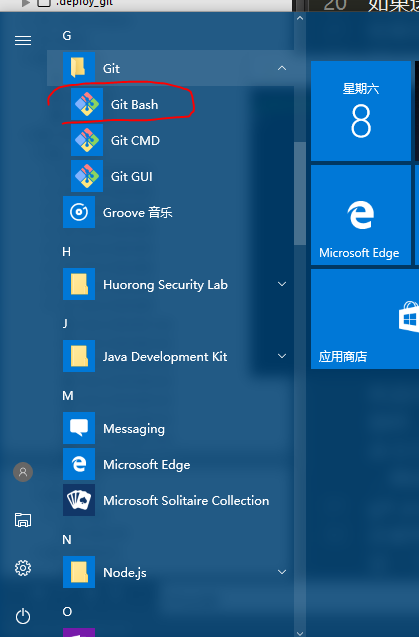 .deploy_git
20 如果
G
Git
Git Bash
Git CMD
Git GUI
Groove 音乐
H
Huorong Security Lab
J
Java Development Kit
M
Messaging
Microsoft Edge
Microsoft Solitaire Collection
N
Node.js
O
星期六
8
Microsoft Edge
应用商店